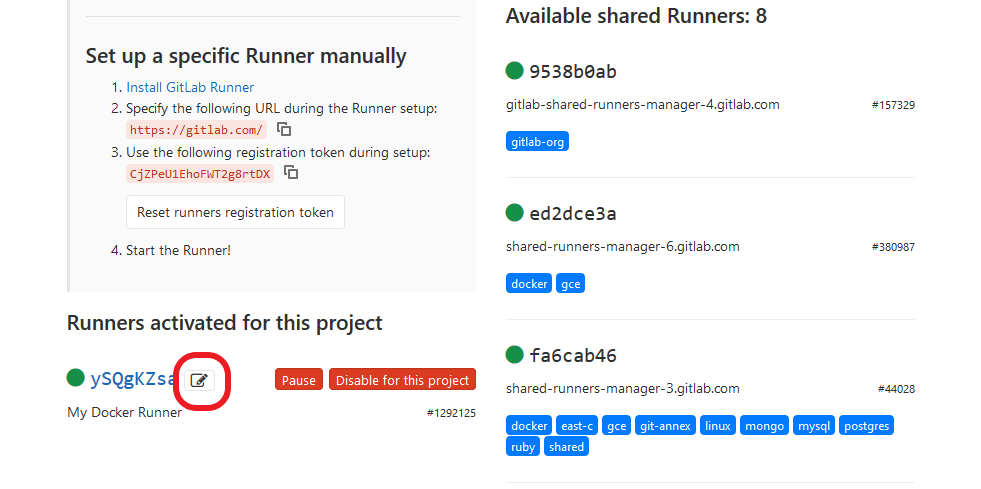 Set up a specific Runner manually
1. Install GitLab Runner
2. Specify the following URL during the Runner setup:
https://gitlab.com/
3. Use the following registration token during setup:
CjZPeU1EhoFWT2g8rtDX
Reset runners registration token
4. Start the Runner!
Runners activated for this project
ySQgKZsa
Pause
Disable for this project
My Docker Runner
#1292125
Available shared Runners: 8
9538b0ab
gitlab-shared-runners-manager-4.gitlab.com
#157329
gitlab-org
ed2dce3a
shared-runners-manager-6.gitlab.com
#380987
docker gce
fa6cab46
shared-runners-manager-3.gitlab.com
#44028
docker east-c gce git-annex linux mongo mysql postgres
ruby shared